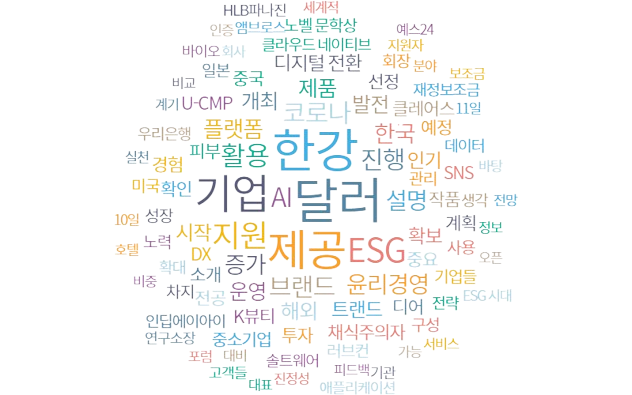 HLB파나진 세계적
인증 앰브로스 노벨 문학상 예스24
바이오 회사 클라우드 네이티브 지원자
일본 중국 디지털 전환 회장 분야
비교 제품 선정 보조금
계기 U-CMP 개최 코로나 발전 재정보조금
클레어스 11일
우리은행 플랫폼 한강 한국 예정
실천 경험 피부 활용 진행 인기 데이터
미국 확인 기업 AI 달러 관리 SNS 바탕
설명 작품 생각 전망
10일 성장 시작 지원 제공 ESG 확보 계획 정보
호텔 노력 DX 증가 중요 사용 오픈
비중 확대 소개 브랜드 윤리경영 기업들
차지 전공 운영 해외 트랜드 디어 전략 ESG 시대
인딥에이아이 K뷰티
연구소장 중소기업 투자 채식주의자 구성
포럼 대비 솔트웨어 러브컨 가능 서비스
고객들 대표 진정성 피드백 기관
애플리케이션